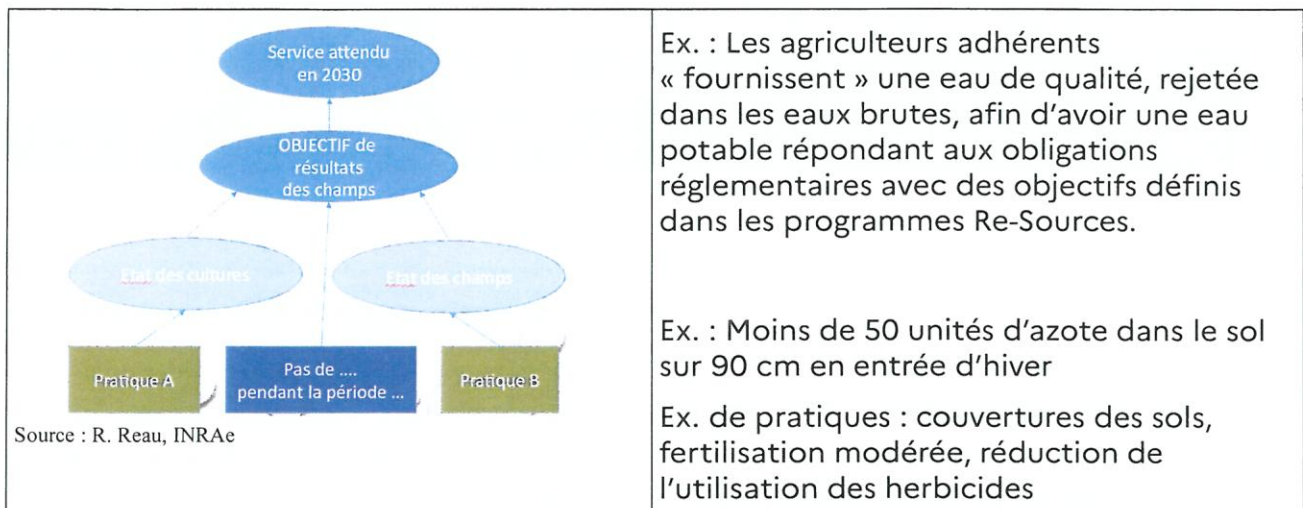 Service attendu
en 2030
OBJECTIF de
résultats
des champs
Etat des cultures
Etat des champs
Pratique A
Pas de ....
pendant la période ...
Pratique B
Source : R. Reau, INRAe
Ex. : Les agriculteurs adhérents
« fournissent » une eau de qualité, rejetée
dans les eaux brutes, afin d’avoir une eau
potable répondant aux obligations
réglementaires avec des objectifs définis
dans les programmes Re-Sources.
Ex. : Moins de 50 unités d’azote dans le sol
sur 90 cm en entrée d’hiver
Ex. de pratiques : couvertures des sols,
fertilisation modérée, réduction de
l’utilisation des herbicides